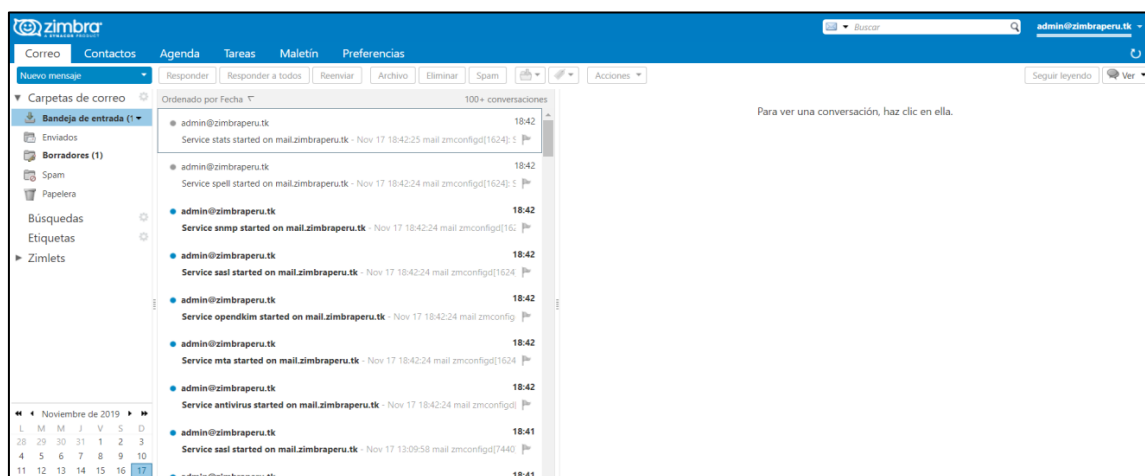 zimbra
A SYNACOR PRODUCT
Buscar
admin@zimbraperu.tk
Correo Contactos Agenda Tareas Maletín Preferencias
Nuevo mensaje
Responder Responder a todos Reenviar Archivo Eliminar Spam Acciones
Seguir leyendo Ver
Carpetas de correo
Bandeja de entrada (1
Enviados
Borradores (1)
Spam
Papelera
Búsquedas
Etiquetas
Zimlets
Ordenado por Fecha 100+ conversaciones
admin@zimbraperu.tk 18:42
Service stats started on mail.zimbraperu.tk - Nov 17 18:42:25 mail zmconfigd[1624]: S
admin@zimbraperu.tk 18:42
Service spell started on mail.zimbraperu.tk - Nov 17 18:42:24 mail zmconfigd[1624]: S
admin@zimbraperu.tk 18:42
Service snmp started on mail.zimbraperu.tk - Nov 17 18:42:24 mail zmconfigd[162
admin@zimbraperu.tk 18:42
Service sasl started on mail.zimbraperu.tk - Nov 17 18:42:24 mail zmconfigd[1624
admin@zimbraperu.tk 18:42
Service opendkim started on mail.zimbraperu.tk - Nov 17 18:42:24 mail zmconfig
admin@zimbraperu.tk 18:42
Service mta started on mail.zimbraperu.tk - Nov 17 18:42:24 mail zmconfigd[1624
admin@zimbraperu.tk 18:42
Service antivirus started on mail.zimbraperu.tk - Nov 17 18:42:24 mail zmconfigd[
admin@zimbraperu.tk 18:41
Service sasl started on mail.zimbraperu.tk - Nov 17 13:09:58 mail zmconfigd[7440
admin@zimbraperu.tk 18:41
Para ver una conversación, haz clic en ella.
Noviembre de 2019
L M M J V S D
28 29 30 31 1 2 3
4 5 6 7 8 9 10
11 12 13 14 15 16 17